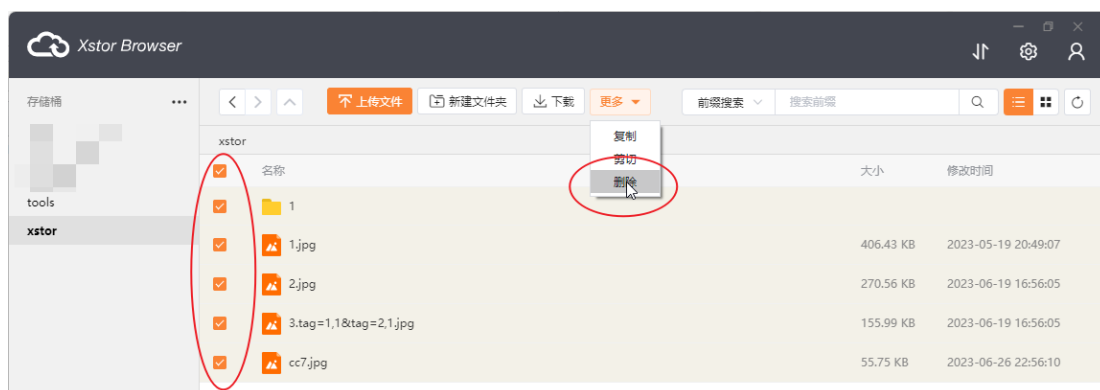 Xstor Browser
存储桶 •••
上传文件 新建文件夹 下载 更多 前缀搜索 搜索前缀
复制
剪切
删除
xstor
名称 大小 修改时间
tools
xstor
1
1.jpg 406.43 KB 2023-05-19 20:49:07
2.jpg 270.56 KB 2023-06-19 16:56:05
3.tag=1,1&tag=2,1.jpg 155.99 KB 2023-06-19 16:56:05
cc7.jpg 55.75 KB 2023-06-26 22:56:10